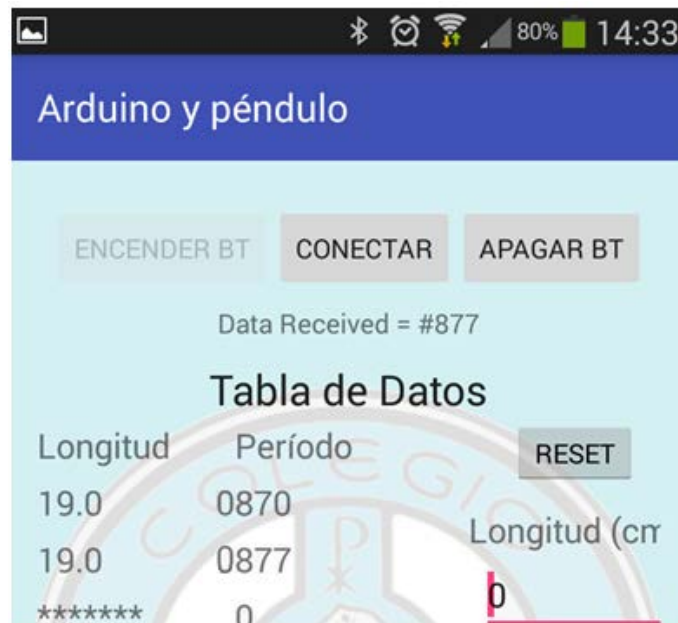 80% 14:33
Arduino y péndulo
ENCENDER BT CONECTAR APAGAR BT
Data Received = #877
Tabla de Datos
Longitud Período RESET
19.0 0870
Longitud (cm
19.0 0877
0
******* 0
COLEGIO